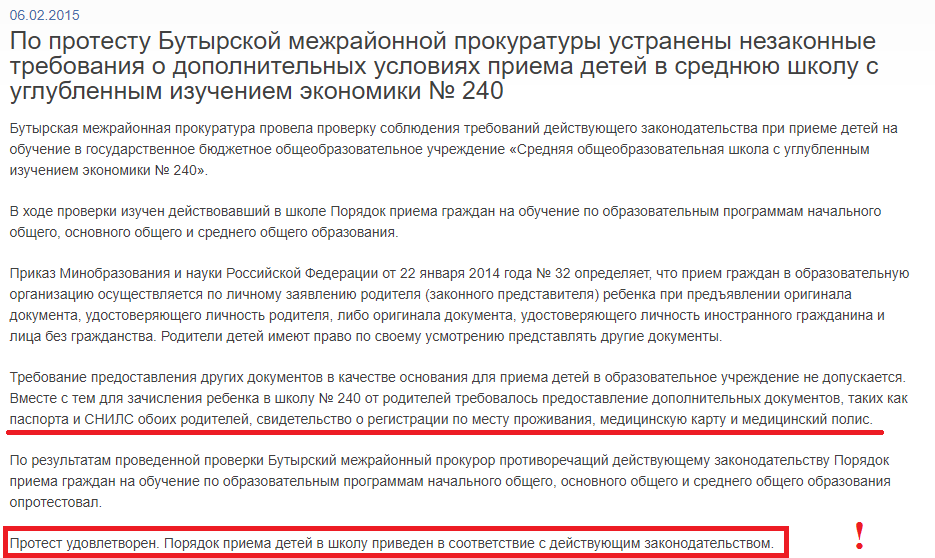 06.02.2015
По протесту Бутырской межрайонной прокуратуры устранены незаконные
требования о дополнительных условиях приема детей в среднюю школу с
углубленным изучением экономики № 240
Бутырская межрайонная прокуратура провела проверку соблюдения требований действующего законодательства при приеме детей на
обучение в государственное бюджетное общеобразовательное учреждение «Средняя общеобразовательная школа с углубленным
изучением экономики № 240».
В ходе проверки изучен действовавший в школе Порядок приема граждан на обучение по образовательным программам начального
общего, основного общего и среднего общего образования.
Приказ Минобразования и науки Российской Федерации от 22 января 2014 года № 32 определяет, что прием граждан в образовательную
организацию осуществляется по личному заявлению родителя (законного представителя) ребенка при предъявлении оригинала
документа, удостоверяющего личность родителя, либо оригинала документа, удостоверяющего личность иностранного гражданина и
лица без гражданства. Родители детей имеют право по своему усмотрению представлять другие документы.
Требование предоставления других документов в качестве основания для приема детей в образовательное учреждение не допускается.
Вместе с тем для зачисления ребенка в школу № 240 от родителей требовалось предоставление дополнительных документов, таких как
паспорта и СНИЛС обоих родителей, свидетельство о регистрации по месту проживания, медицинскую карту и медицинский полис.
По результатам проведенной проверки Бутырский межрайонный прокурор противоречащий действующему законодательству Порядок
приема граждан на обучение по образовательным программам начального общего, основного общего и среднего общего образования
опротестовал.
Протест удовлетворен. Порядок приема детей в школу приведен в соответствие с действующим законодательством. !